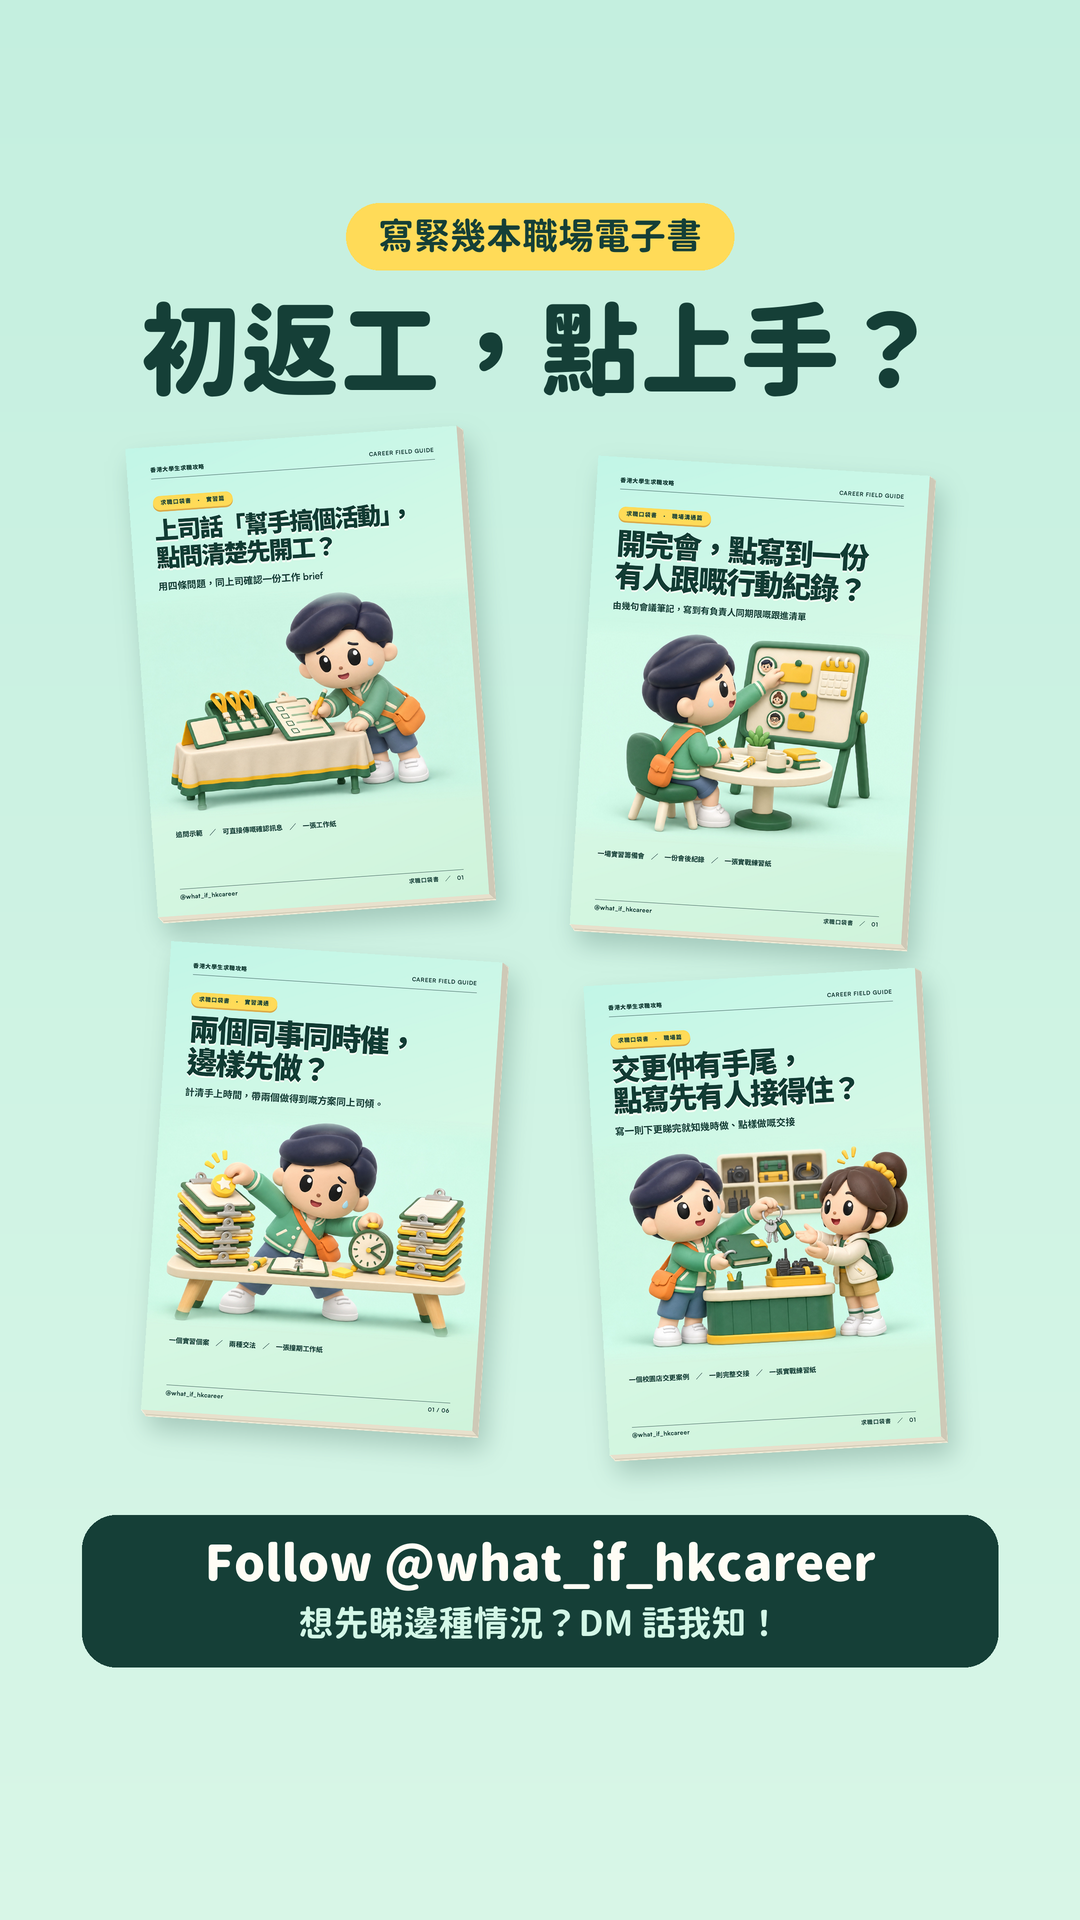 寫緊幾本職場電子書
初返工，點上手？
香港大學生求職攻略
CAREER FIELD GUIDE
求職口袋書 · 實習篇
上司話「幫手搞個活動」，
點問清楚先開工？
用四條問題，同上司確認一份工作 brief
追問示範 ／ 可直接傳嘅確認訊息 ／ 一張工作紙
@what_if_hkcareer
求職口袋書 ／ 01
香港大學生求職攻略
CAREER FIELD GUIDE
求職口袋書 · 職場溝通篇
開完會，點寫到一份
有人跟嘅行動紀錄？
由幾句會議筆記，寫到有負責人同期限嘅跟進清單
一場實習籌備會 ／ 一份會後紀錄 ／ 一張實戰練習紙
@what_if_hkcareer
求職口袋書 ／ 01
香港大學生求職攻略
CAREER FIELD GUIDE
求職口袋書 · 實習溝通
兩個同事同時催，
邊樣先做？
計清手上時間，帶兩個做得到嘅方案同上司傾。
一個實習個案 ／ 兩種交法 ／ 一張撞期工作紙
@what_if_hkcareer
01 / 06
香港大學生求職攻略
CAREER FIELD GUIDE
求職口袋書 · 職場篇
交更仲有手尾，
點寫先有人接得住？
寫一則下更睇完就知幾時做、點樣做嘅交接
一個校園店交更案例 ／ 一則完整交接 ／ 一張實戰練習紙
@what_if_hkcareer
求職口袋書 ／ 01
Follow @what_if_hkcareer
想先睇邊種情況？DM 話我知！